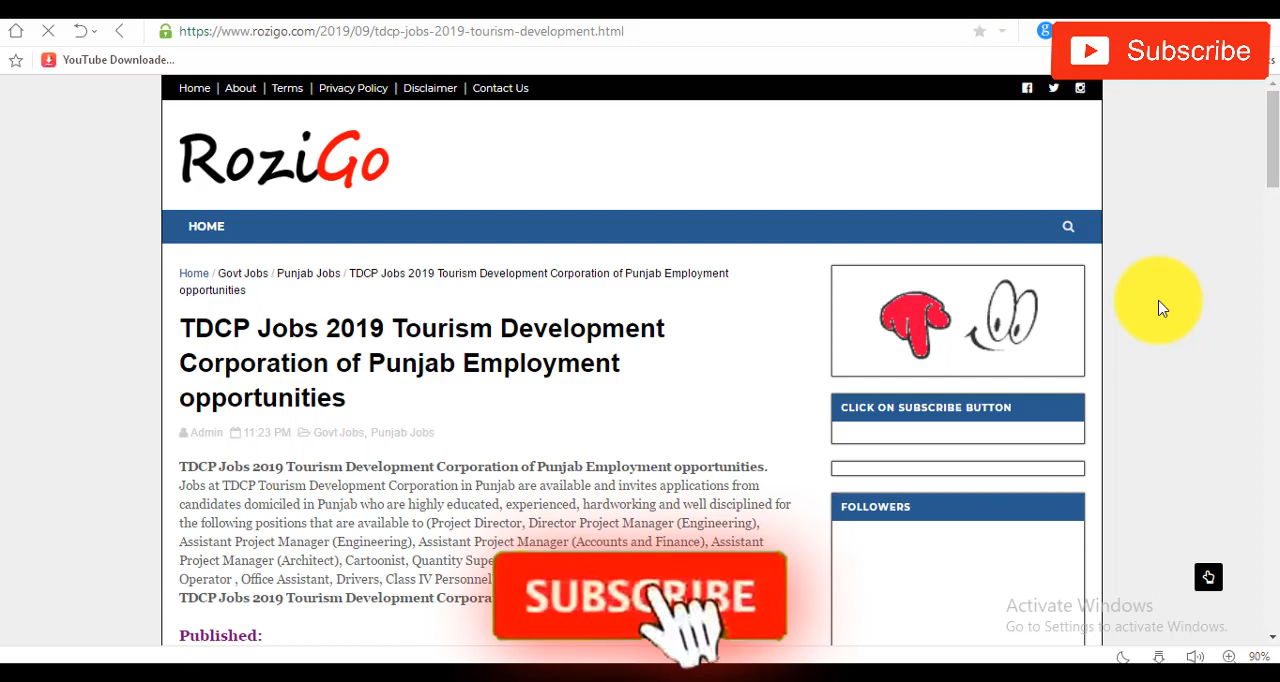 https://www.rozigo.com/2019/09/tdcp-jobs-2019-tourism-development.html
g
Subscribe
YouTube Downloade...
cs
Home | About | Terms | Privacy Policy | Disclaimer | Contact Us
RoziGo
HOME
Home / Govt Jobs / Punjab Jobs / TDCP Jobs 2019 Tourism Development Corporation of Punjab Employment
opportunities
TDCP Jobs 2019 Tourism Development
Corporation of Punjab Employment
opportunities
Admin 11:23 PM Govt Jobs, Punjab Jobs
TDCP Jobs 2019 Tourism Development Corporation of Punjab Employment opportunities.
Jobs at TDCP Tourism Development Corporation in Punjab are available and invites applications from
candidates domiciled in Punjab who are highly educated, experienced, hardworking and well disciplined for
the following positions that are available to (Project Director, Director Project Manager (Engineering),
Assistant Project Manager (Engineering), Assistant Project Manager (Accounts and Finance), Assistant
Project Manager (Architect), Cartoonist, Quantity Supe
Operator , Office Assistant, Drivers, Class IV Personnel
TDCP Jobs 2019 Tourism Development Corpora
Published:
CLICK ON SUBSCRIBE BUTTON
FOLLOWERS
SUBSCRIBE
Activate Windows
Go to Settings to activate Windows.
90%